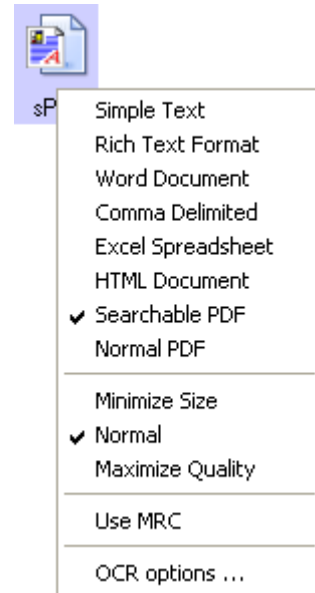 sP
Simple Text
Rich Text Format
Word Document
Comma Delimited
Excel Spreadsheet
HTML Document
Searchable PDF
Normal PDF
Minimize Size
Normal
Maximize Quality
Use MRC
OCR options ...